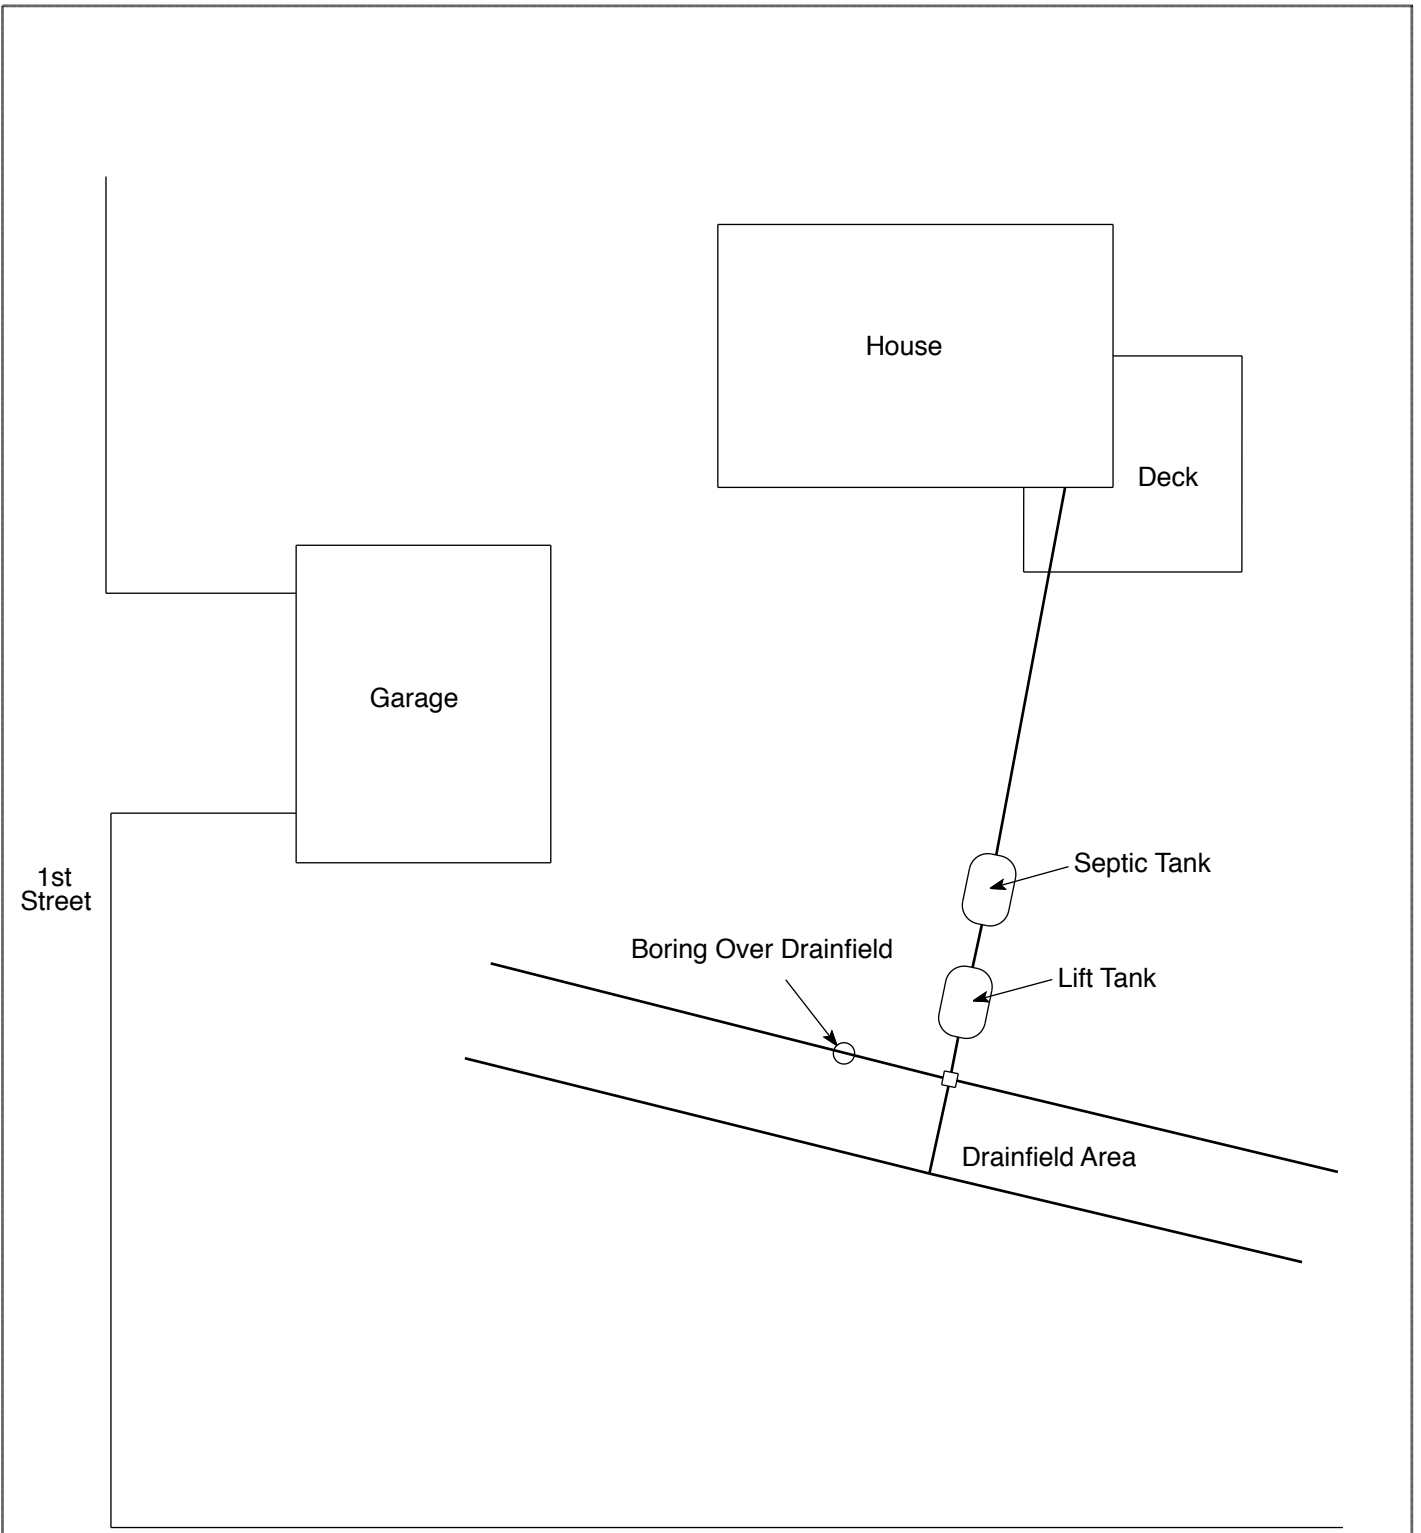 House
Deck
Garage
Septic Tank
1st
Street
Boring Over Drainfield
Lift Tank
Drainfield Area